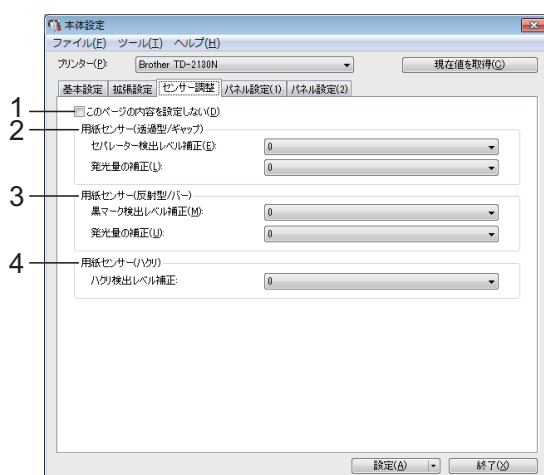 本体設定
ファイル(F) ツール(T) ヘルプ(H)
プリンター(P): Brother TD-2130N 現在値を取得(C)
基本設定 拡張設定 センサー調整 パネル設定(1) パネル設定(2)
1 このページの内容を設定しない(D)
2 用紙センサー(透過型/ギャップ)
セパレーター検出レベル補正(E): 0
発光量の補正(L): 0
3 用紙センサー(反射型/バー)
黒マーク検出レベル補正(M): 0
発光量の補正(U): 0
4 用紙センサー(ハクリ)
ハクリ検出レベル補正: 0
設定(A) 終了(X)